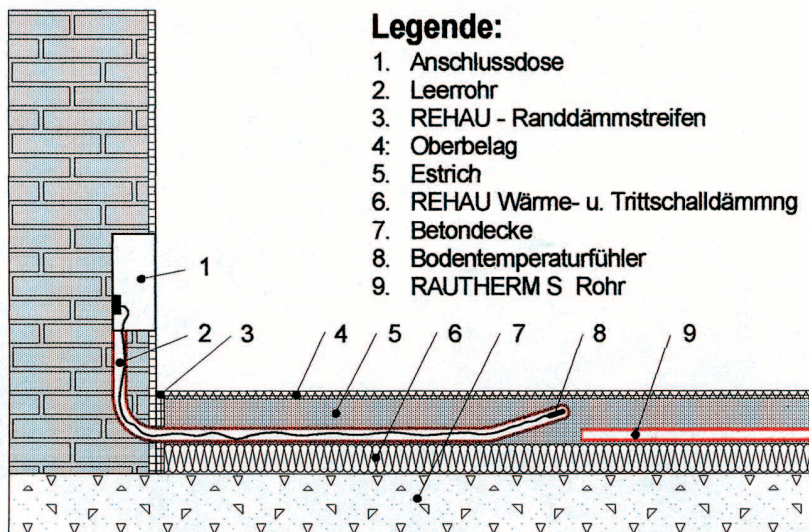 Legende:
1. Anschlussdose
2. Leerrohr
3. REHAU - Randdämmstreifen
4: Oberbelag
5. Estrich
6. REHAU Wärme- u. Trittschalldämmng
7. Betondecke
8. Bodentemperaturfühler
9. RAUTHERM S Rohr
1
2 3 4 5 6 7 8 9